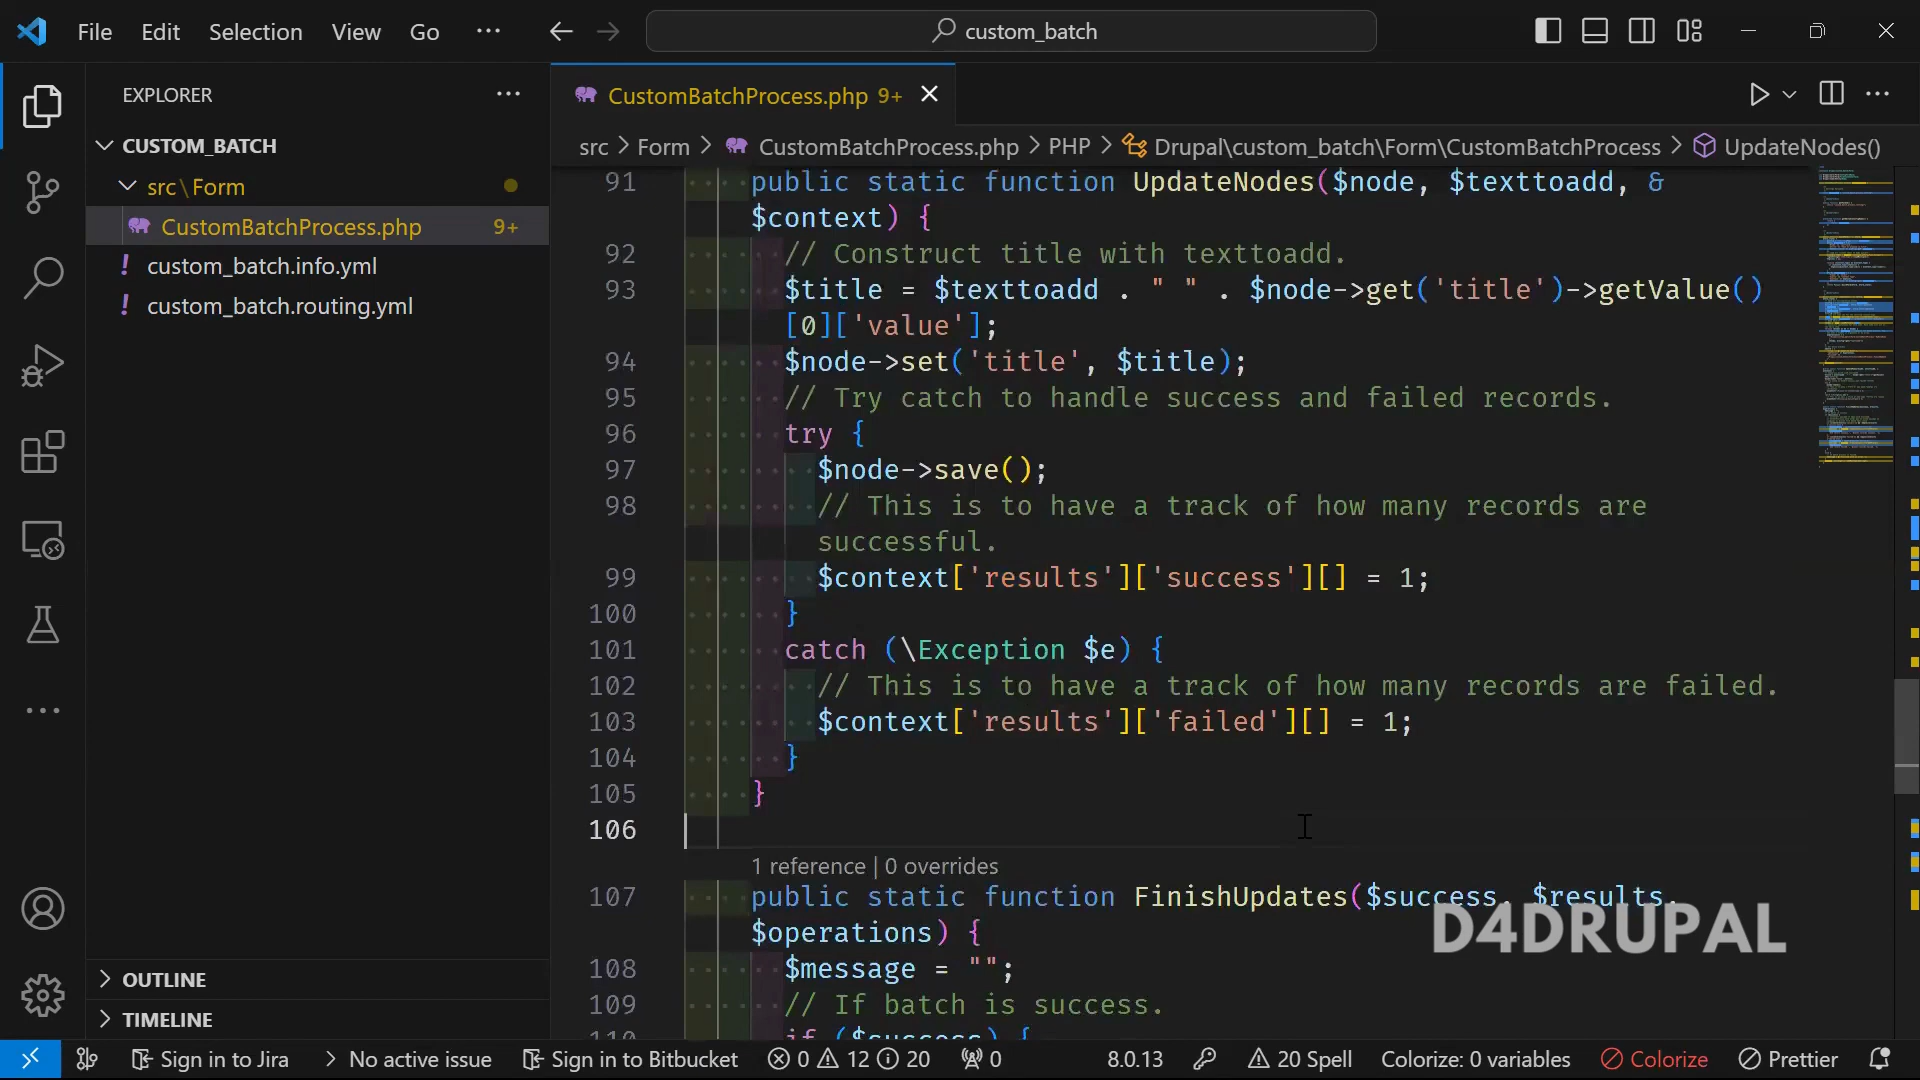 File Edit Selection View Go ··· custom_batch
EXPLORER ···
CustomBatchProcess.php 9+
CUSTOM_BATCH
src > Form > CustomBatchProcess.php > PHP > Drupal\custom_batch\Form\CustomBatchProcess > UpdateNodes()
src\Form
CustomBatchProcess.php 9+
! custom_batch.info.yml
! custom_batch.routing.yml
91 public static function UpdateNodes($node, $texttoadd, &
$context) {
92 // Construct title with texttoadd.
93 $title = $texttoadd . " " . $node->get('title')->getValue()
[0]['value'];
94 $node->set('title', $title);
95 // Try catch to handle success and failed records.
96 try {
97 $node->save();
98 // This is to have a track of how many records are
successful.
99 $context['results']['success'][] = 1;
100 }
101 catch (\Exception $e) {
102 // This is to have a track of how many records are failed.
103 $context['results']['failed'][] = 1;
104 }
105 }
106
1 reference | 0 overrides
107 public static function FinishUpdates($success, $results,
$operations) {
D4DRUPAL
108 $message = "";
109 // If batch is success.
110 if ($success) {
OUTLINE
TIMELINE
Sign in to Jira No active issue Sign in to Bitbucket 0 12 20 0 8.0.13 20 Spell Colorize: 0 variables Colorize Prettier